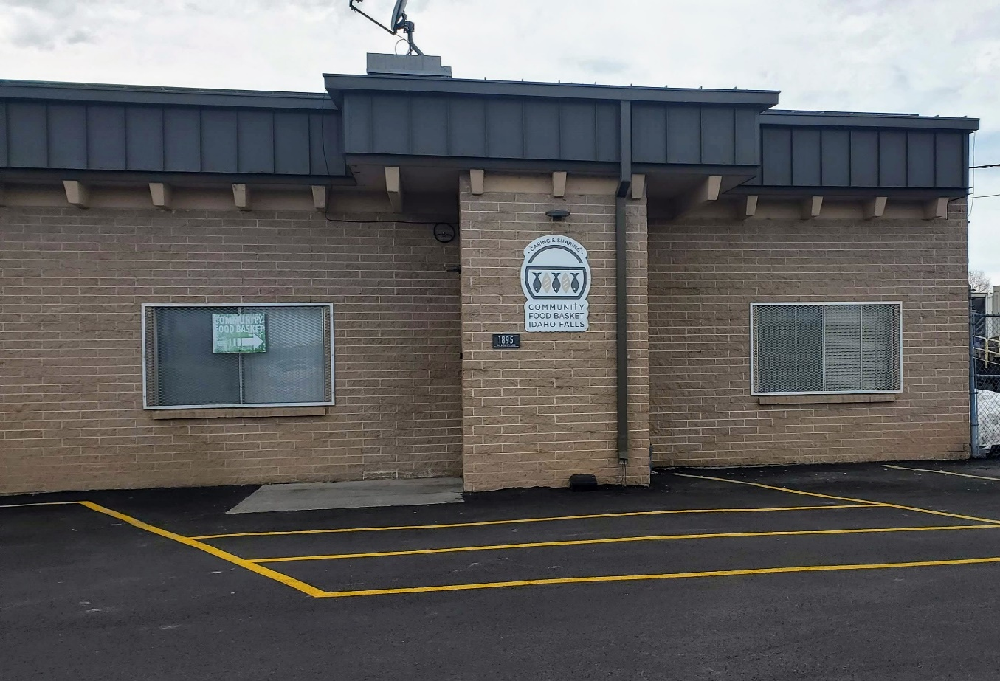 COMMUNITY
FOOD BASKET
• CARING & SHARING •
COMMUNITY
FOOD BASKET
IDAHO FALLS
1895